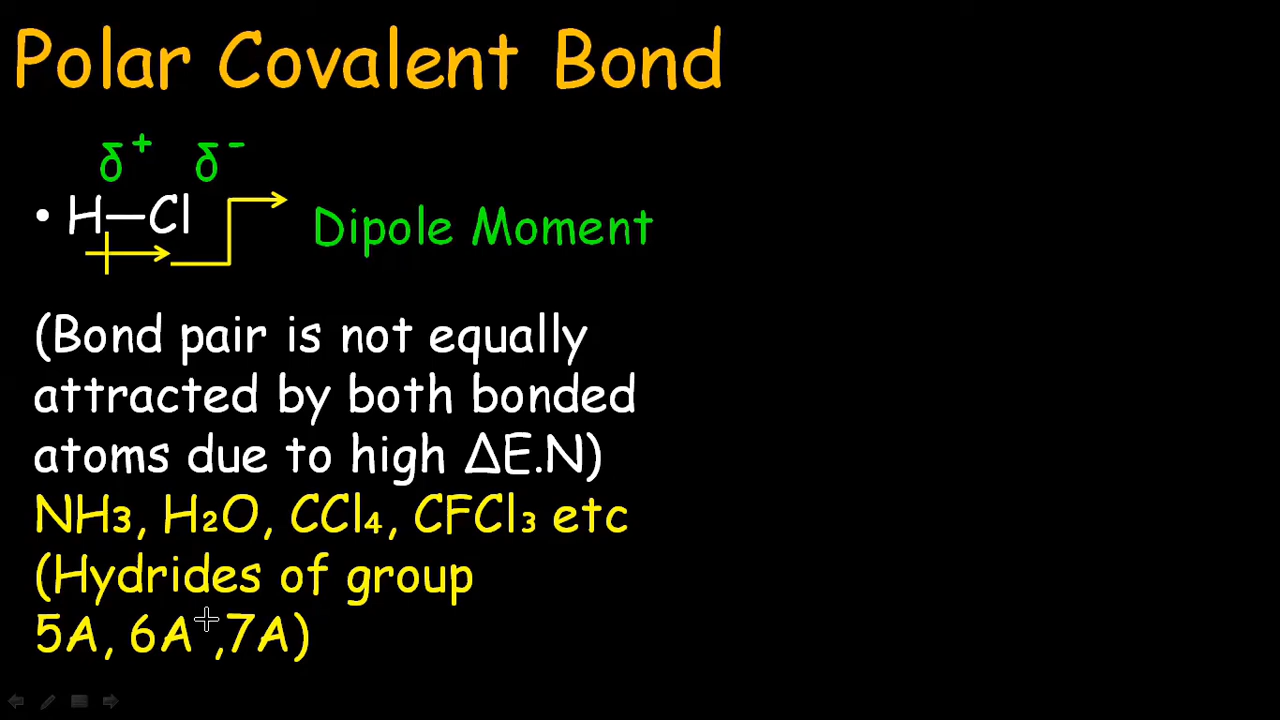 Polar Covalent Bond
δ⁺ δ⁻
• H—Cl
Dipole Moment
(Bond pair is not equally
attracted by both bonded
atoms due to high ΔE.N)
NH₃, H₂O, CCl₄, CFCl₃ etc
(Hydrides of group
5A, 6A ,7A)